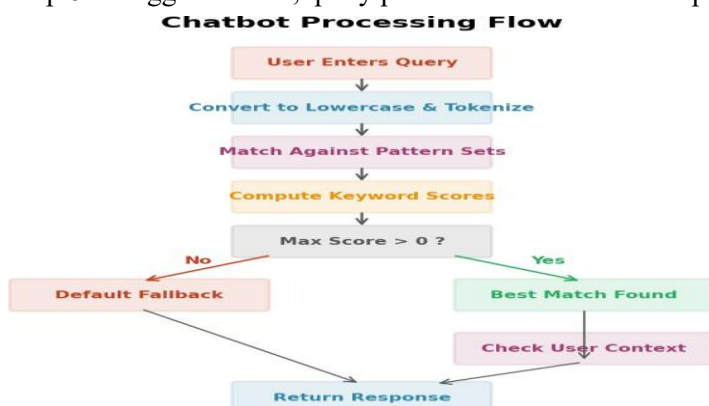 Chatbot Processing Flow
User Enters Query
Convert to Lowercase & Tokenize
Match Against Pattern Sets
Compute Keyword Scores
Max Score > 0 ?
No
Yes
Default Fallback
Best Match Found
Check User Context
Return Response